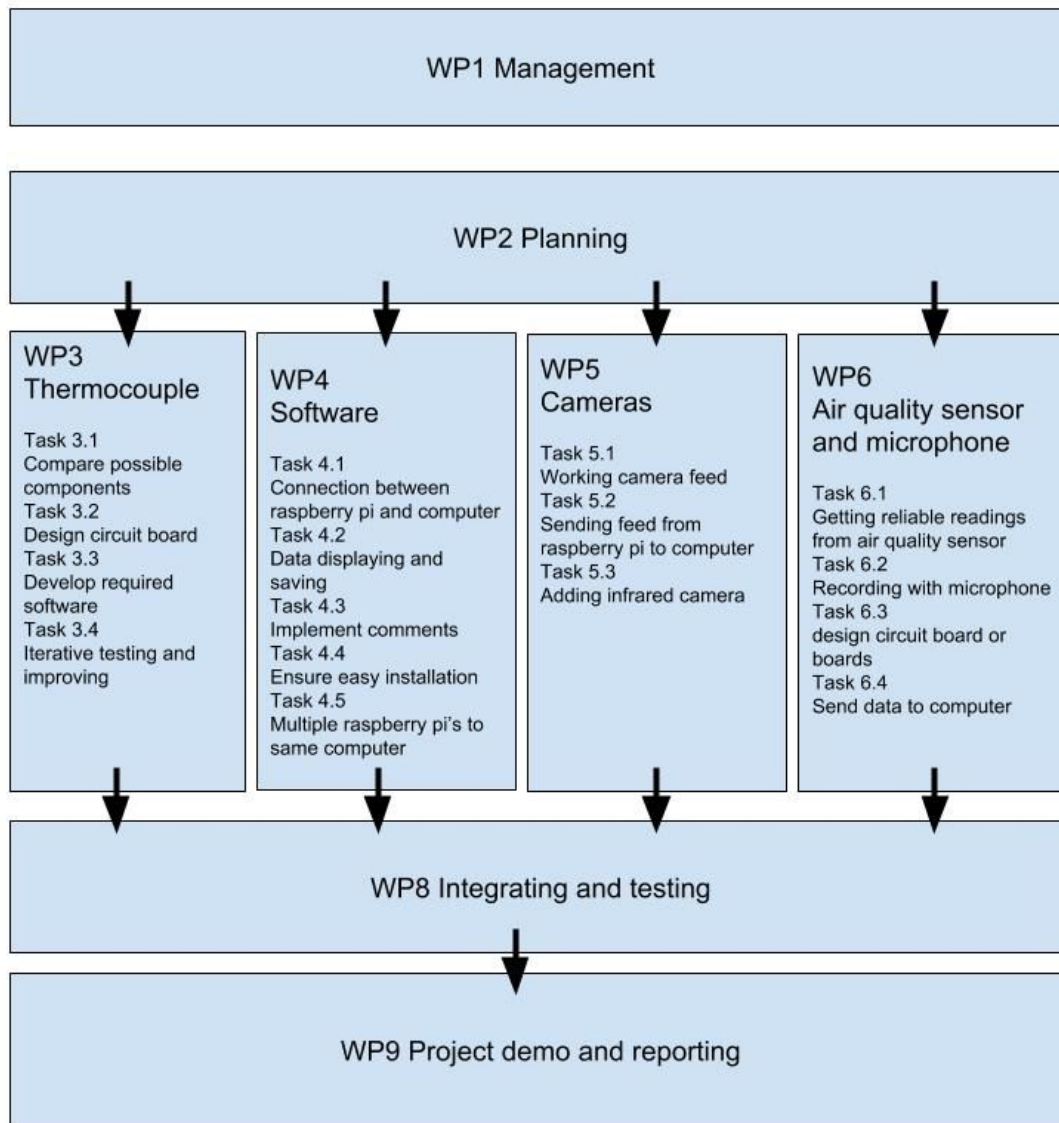 WP1 Management
WP2 Planning
WP3
Thermocouple
Task 3.1
Compare possible
components
Task 3.2
Design circuit board
Task 3.3
Develop required
software
Task 3.4
Iterative testing and
improving
WP4
Software
Task 4.1
Connection between
raspberry pi and computer
Task 4.2
Data displaying and
saving
Task 4.3
Implement comments
Task 4.4
Ensure easy installation
Task 4.5
Multiple raspberry pi's to
same computer
WP5
Cameras
Task 5.1
Working camera feed
Task 5.2
Sending feed from
raspberry pi to computer
Task 5.3
Adding infrared camera
WP6
Air quality sensor
and microphone
Task 6.1
Getting reliable readings
from air quality sensor
Task 6.2
Recording with microphone
Task 6.3
design circuit board or
boards
Task 6.4
Send data to computer
WP8 Integrating and testing
WP9 Project demo and reporting